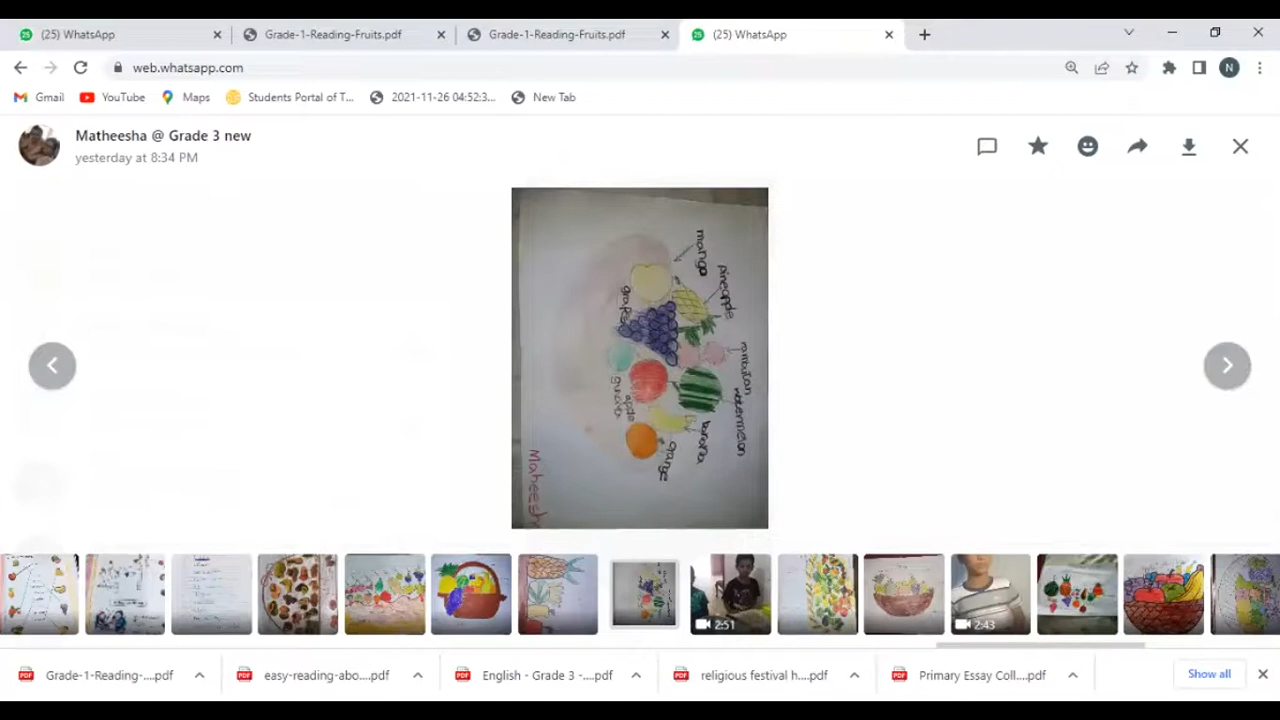 (25) WhatsApp
Grade-1-Reading-Fruits.pdf
Grade-1-Reading-Fruits.pdf
(25) WhatsApp
web.whatsapp.com
N
Gmail
YouTube
Maps
Students Portal of T...
2021-11-26 04:52:3...
New Tab
Matheesha @ Grade 3 new
yesterday at 8:34 PM
mango
pineapple
grapes
rambutan
watermelon
apple
banana
orange
2:51
2:43
Grade-1-Reading-....pdf
easy-reading-abo....pdf
English - Grade 3 -....pdf
religious festival h....pdf
Primary Essay Coll....pdf
Show all